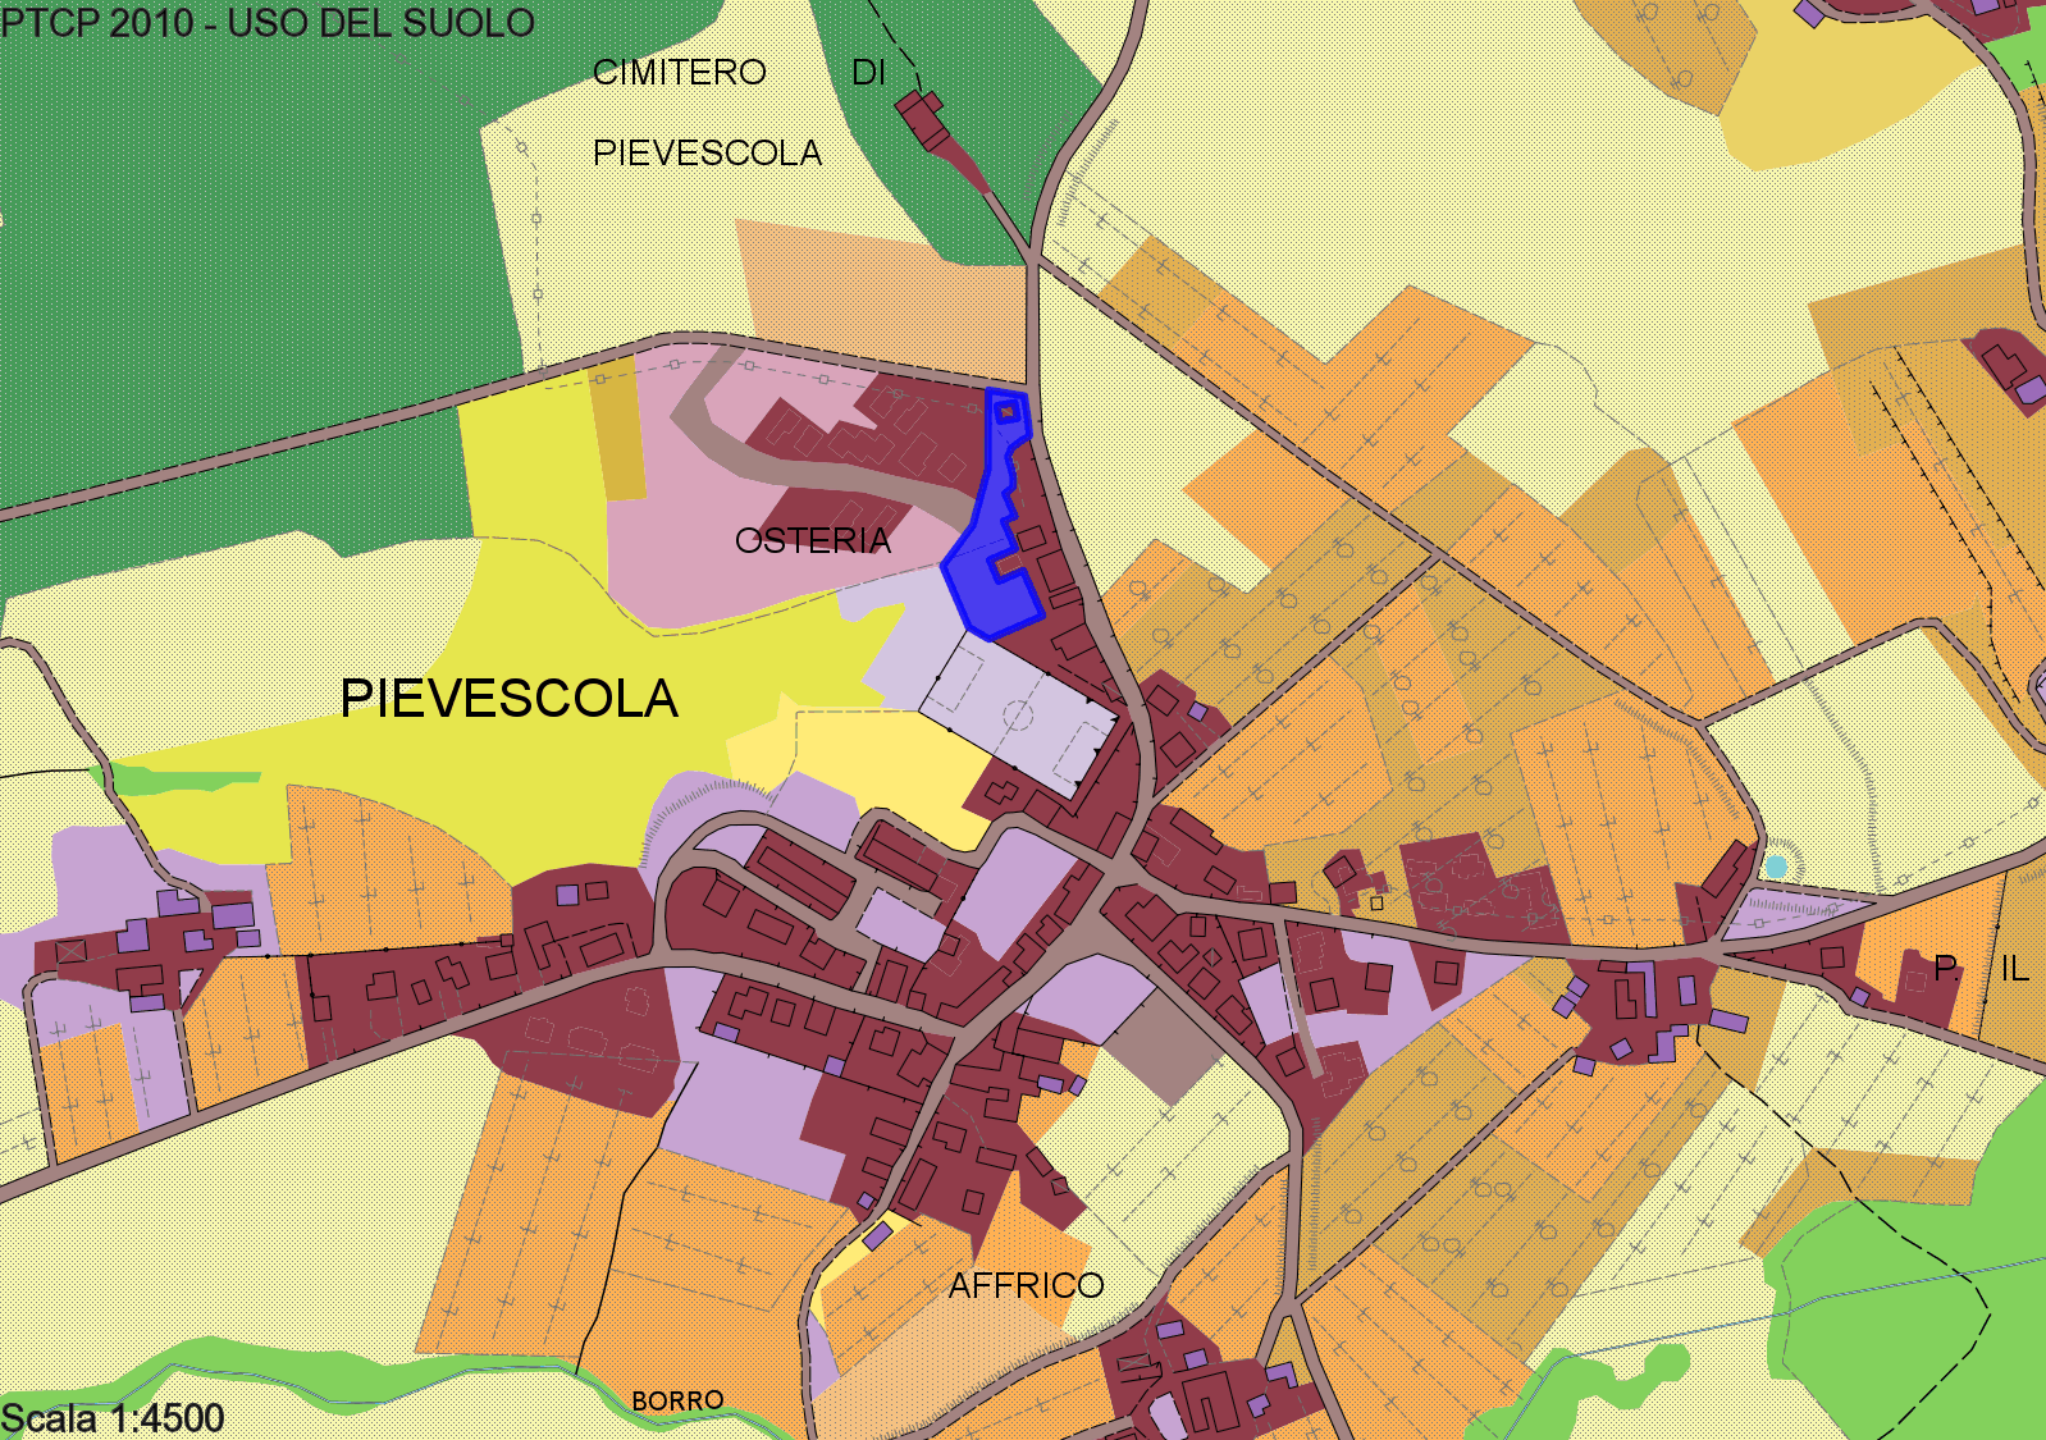 PTCP 2010 - USO DEL SUOLO
CIMITERO DI
PIEVESCOLA
OSTERIA
PIEVESCOLA
P. IL
AFFRICO
BORRO
Scala 1:4500